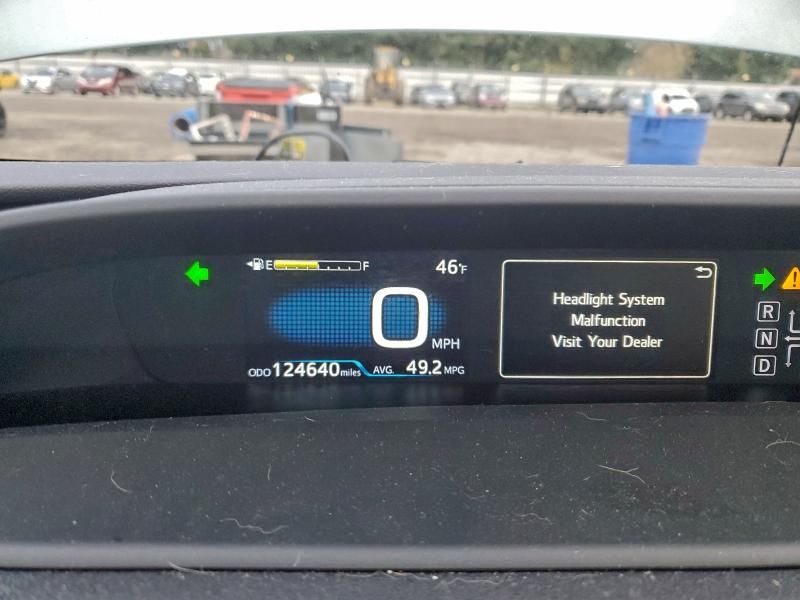 E F 46°F
0 MPH
ODO 124640 miles AVG. 49.2 MPG
Headlight System
Malfunction
Visit Your Dealer
R
N
D